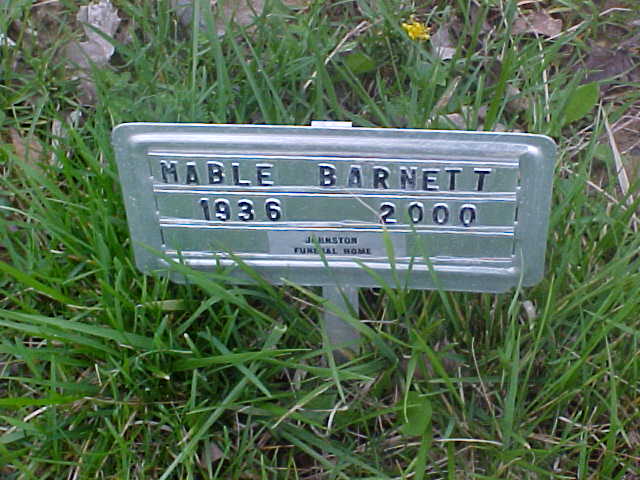 MABLE BARNETT
1936 2000
JOHNSTON
FUNERAL HOME